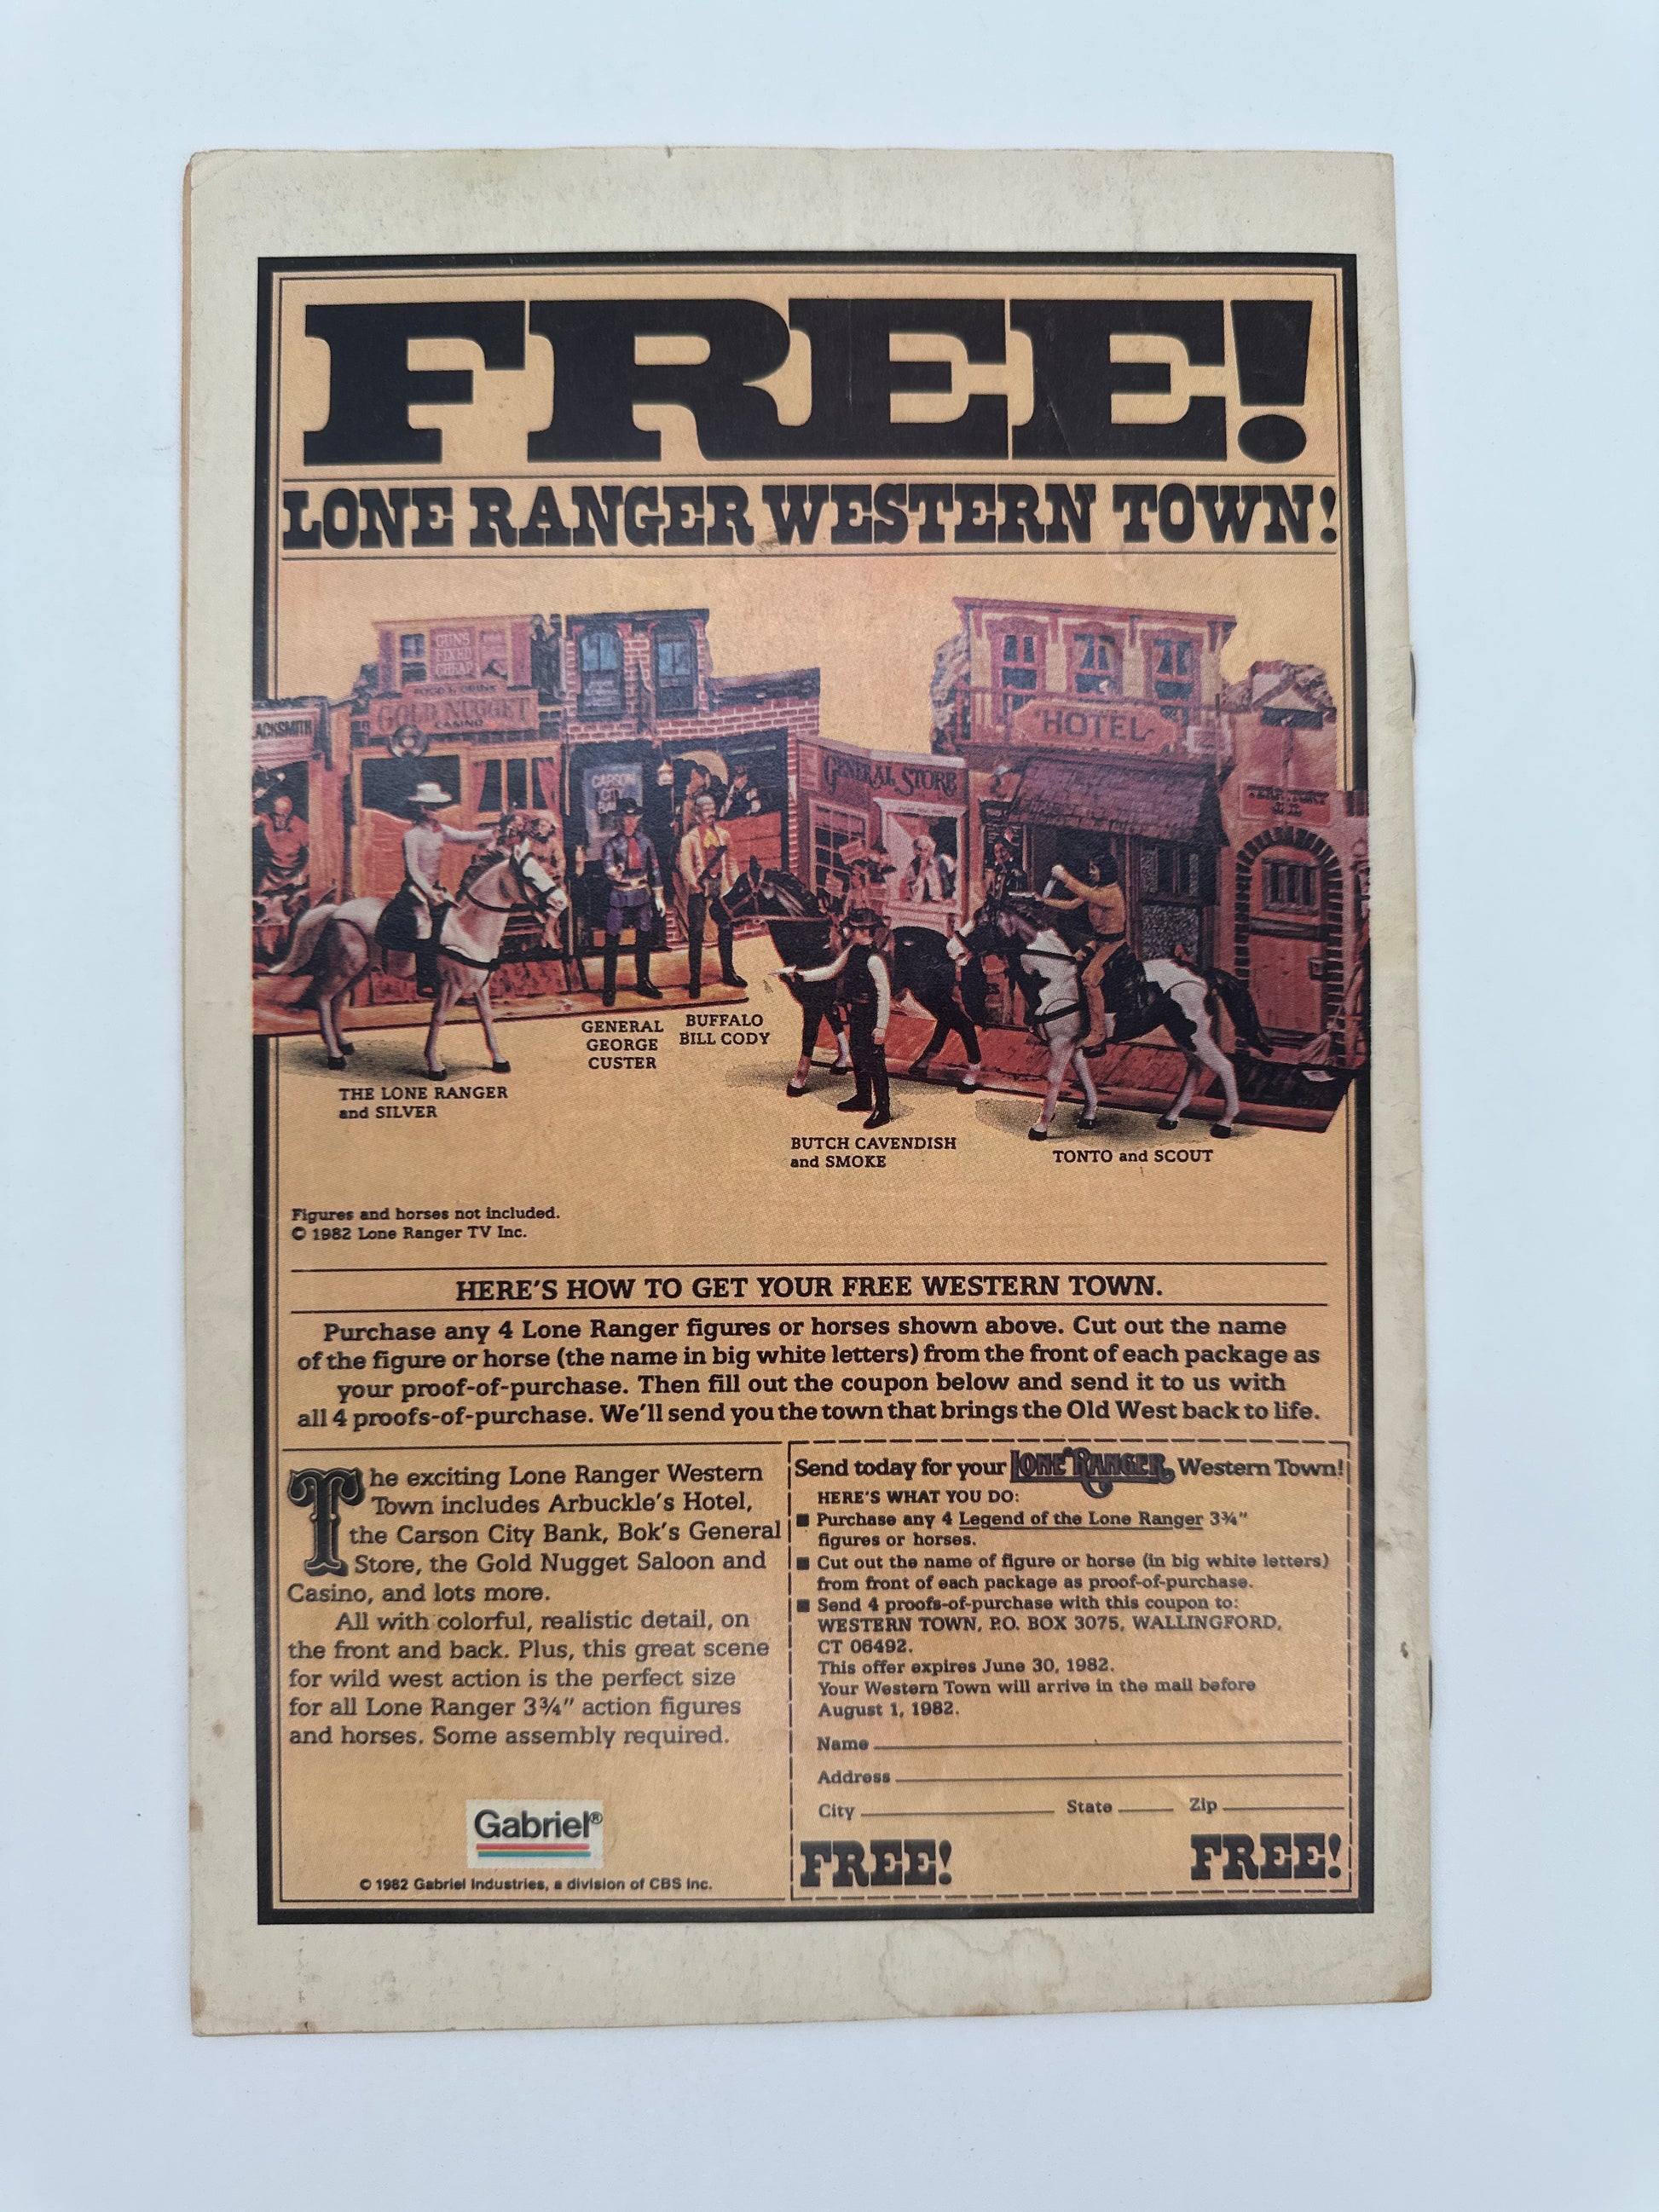 FREE!
LONE RANGER WESTERN TOWN!
GUNS
FIXED
CHEAP
FOOD & DRINK
GOLD NUGGET
CASINO
ACKSMITH
CARSON
CITY
HOTEL
GENERAL STORE
TERRITORY
JAIL
GENERAL
GEORGE
CUSTER
BUFFALO
BILL CODY
THE LONE RANGER
and SILVER
BUTCH CAVENDISH
and SMOKE
TONTO and SCOUT
Figures and horses not included.
© 1982 Lone Ranger TV Inc.
HERE'S HOW TO GET YOUR FREE WESTERN TOWN.
Purchase any 4 Lone Ranger figures or horses shown above. Cut out the name
of the figure or horse (the name in big white letters) from the front of each package as
your proof-of-purchase. Then fill out the coupon below and send it to us with
all 4 proofs-of-purchase. We'll send you the town that brings the Old West back to life.
The exciting Lone Ranger Western
Town includes Arbuckle's Hotel,
the Carson City Bank, Bok's General
Store, the Gold Nugget Saloon and
Casino, and lots more.
All with colorful, realistic detail, on
the front and back. Plus, this great scene
for wild west action is the perfect size
for all Lone Ranger 3¾" action figures
and horses. Some assembly required.
Gabriel®
© 1982 Gabriel Industries, a division of CBS Inc.
Send today for your LONE RANGER Western Town!
HERE'S WHAT YOU DO:
■ Purchase any 4 Legend of the Lone Ranger 3¾"
figures or horses.
■ Cut out the name of figure or horse (in big white letters)
from front of each package as proof-of-purchase.
■ Send 4 proofs-of-purchase with this coupon to:
WESTERN TOWN, P.O. BOX 3075, WALLINGFORD,
CT 06492.
This offer expires June 30, 1982.
Your Western Town will arrive in the mail before
August 1, 1982.
Name
Address
City State Zip
FREE! FREE!